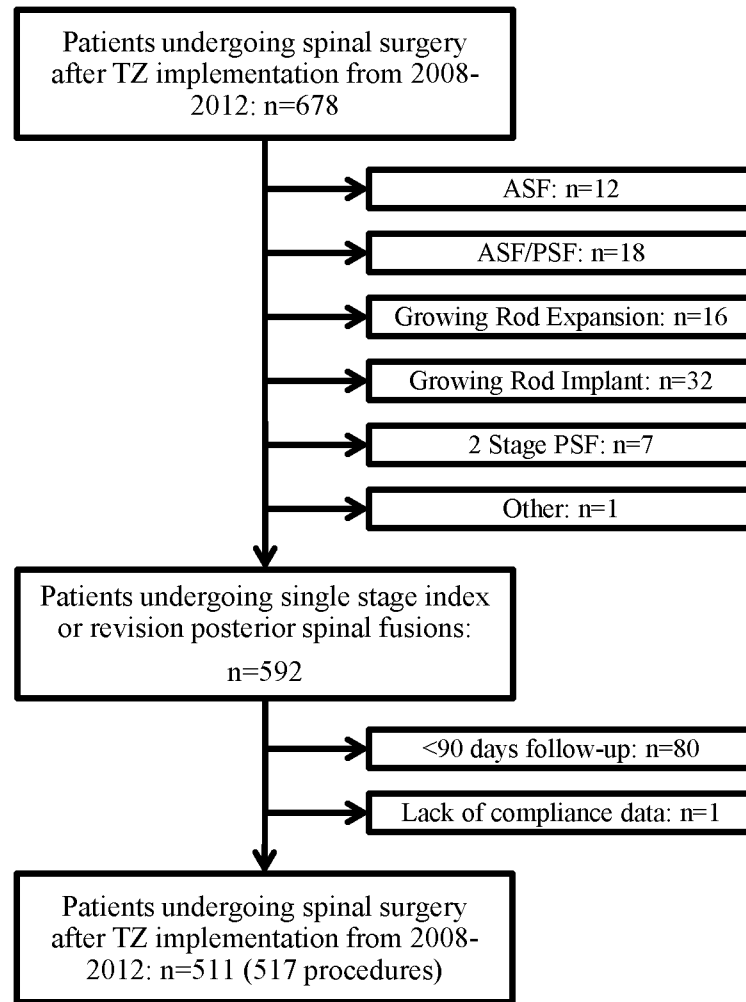 Patients undergoing spinal surgery
after TZ implementation from 2008-
2012: n=678
ASF: n=12
ASF/PSF: n=18
Growing Rod Expansion: n=16
Growing Rod Implant: n=32
2 Stage PSF: n=7
Other: n=1
Patients undergoing single stage index
or revision posterior spinal fusions:
n=592
<90 days follow-up: n=80
Lack of compliance data: n=1
Patients undergoing spinal surgery
after TZ implementation from 2008-
2012: n=511 (517 procedures)